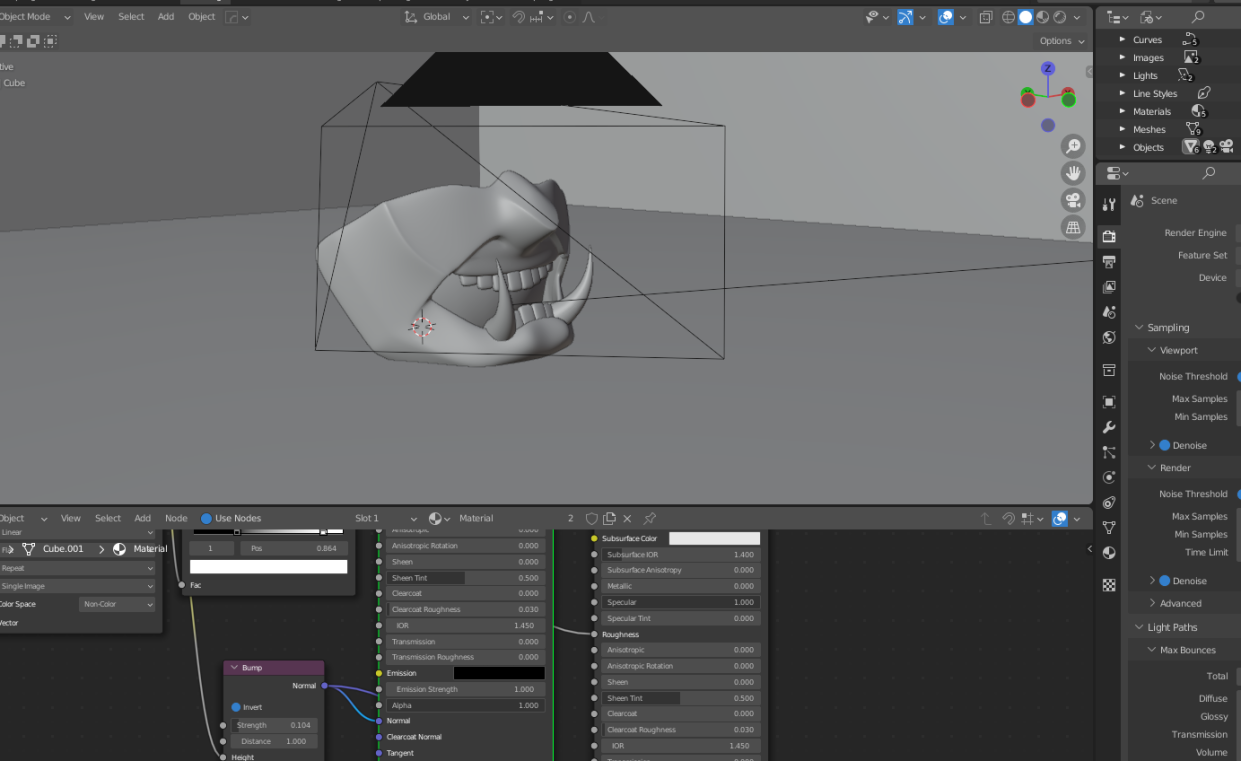 Object Mode View Select Add Object Global
Options
Cube
Z
Curves 5
Images 2
Lights 2
Line Styles
Materials 5
Meshes 9
Objects 6 2
Scene
Render Engine
Feature Set
Device
Sampling
Viewport
Noise Threshold
Max Samples
Min Samples
Denoise
Render
Noise Threshold
Max Samples
Min Samples
Time Limit
Denoise
Advanced
Light Paths
Max Bounces
Total
Diffuse
Glossy
Transmission
Volume
Object View Select Add Node Use Nodes Slot 1 Material 2
Linear
Cube.001 Material
Repeat
Single Image
Color Space Non-Color
Vector
1 Pos 0.864
Fac
Bump
Normal
Invert
Strength 0.104
Distance 1.000
Height
Anisotropic 0.000
Anisotropic Rotation 0.000
Sheen 0.000
Sheen Tint 0.500
Clearcoat 0.000
Clearcoat Roughness 0.030
IOR 1.450
Transmission 0.000
Transmission Roughness 0.000
Emission
Emission Strength 1.000
Alpha 1.000
Normal
Clearcoat Normal
Tangent
Subsurface Color
Subsurface IOR 1.400
Subsurface Anisotropy 0.000
Metallic 0.000
Specular 1.000
Specular Tint 0.000
Roughness
Anisotropic 0.000
Anisotropic Rotation 0.000
Sheen 0.000
Sheen Tint 0.500
Clearcoat 0.000
Clearcoat Roughness 0.030
IOR 1.450